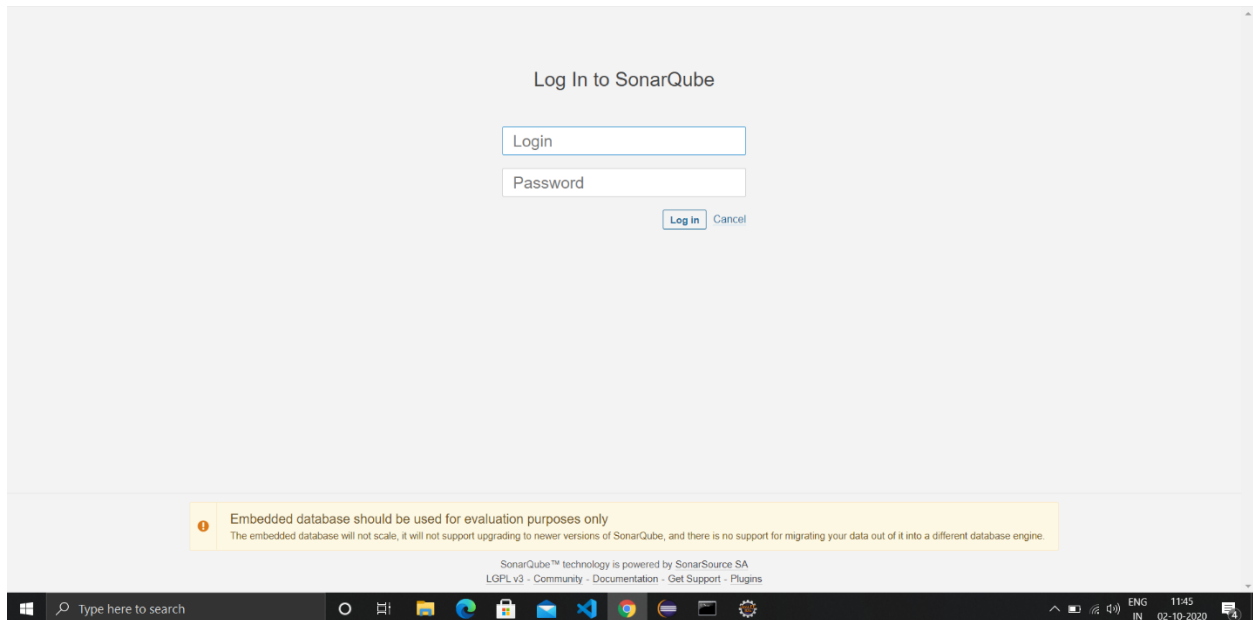 Log In to SonarQube
Login
Password
Log in Cancel
Embedded database should be used for evaluation purposes only
The embedded database will not scale, it will not support upgrading to newer versions of SonarQube, and there is no support for migrating your data out of it into a different database engine.
SonarQube™ technology is powered by SonarSource SA
LGPL v3 - Community - Documentation - Get Support - Plugins
Type here to search
ENG 11:45
IN 02-10-2020
4